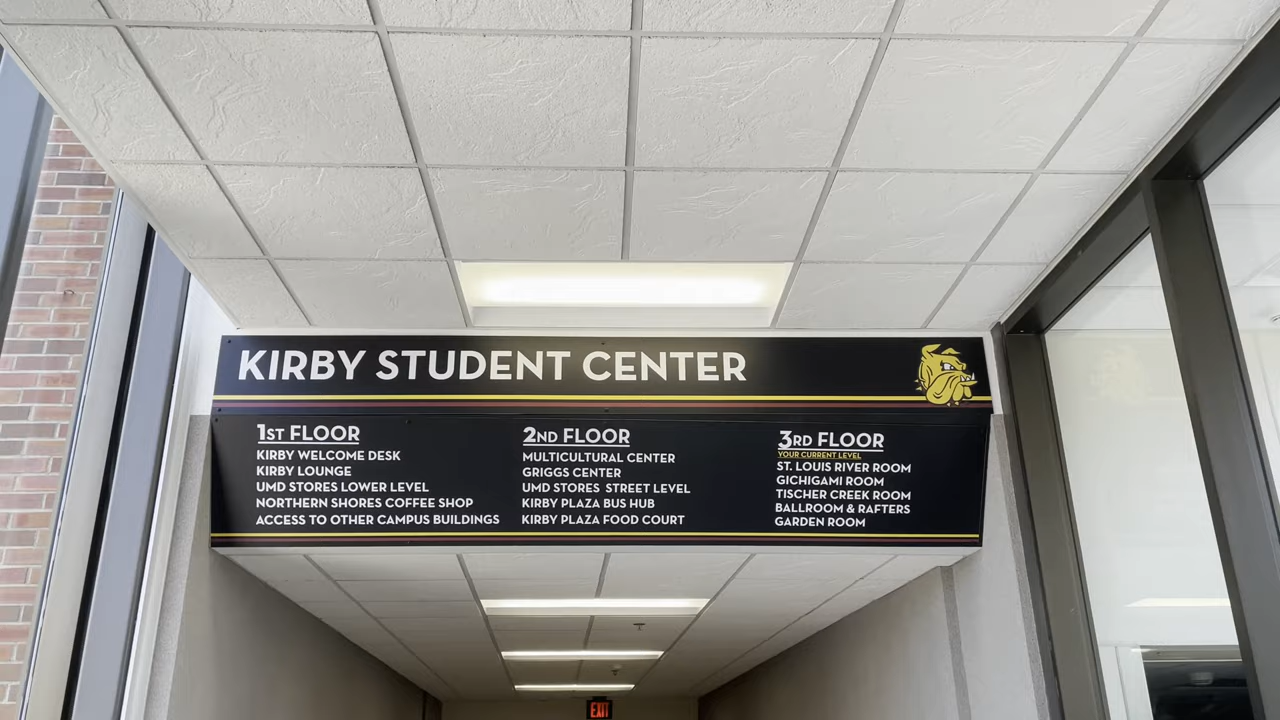 KIRBY STUDENT CENTER
1ST FLOOR
KIRBY WELCOME DESK
KIRBY LOUNGE
UMD STORES LOWER LEVEL
NORTHERN SHORES COFFEE SHOP
ACCESS TO OTHER CAMPUS BUILDINGS
2ND FLOOR
MULTICULTURAL CENTER
GRIGGS CENTER
UMD STORES STREET LEVEL
KIRBY PLAZA BUS HUB
KIRBY PLAZA FOOD COURT
3RD FLOOR
YOUR CURRENT LEVEL
ST. LOUIS RIVER ROOM
GICHIGAMI ROOM
TISCHER CREEK ROOM
BALLROOM & RAFTERS
GARDEN ROOM
EXIT